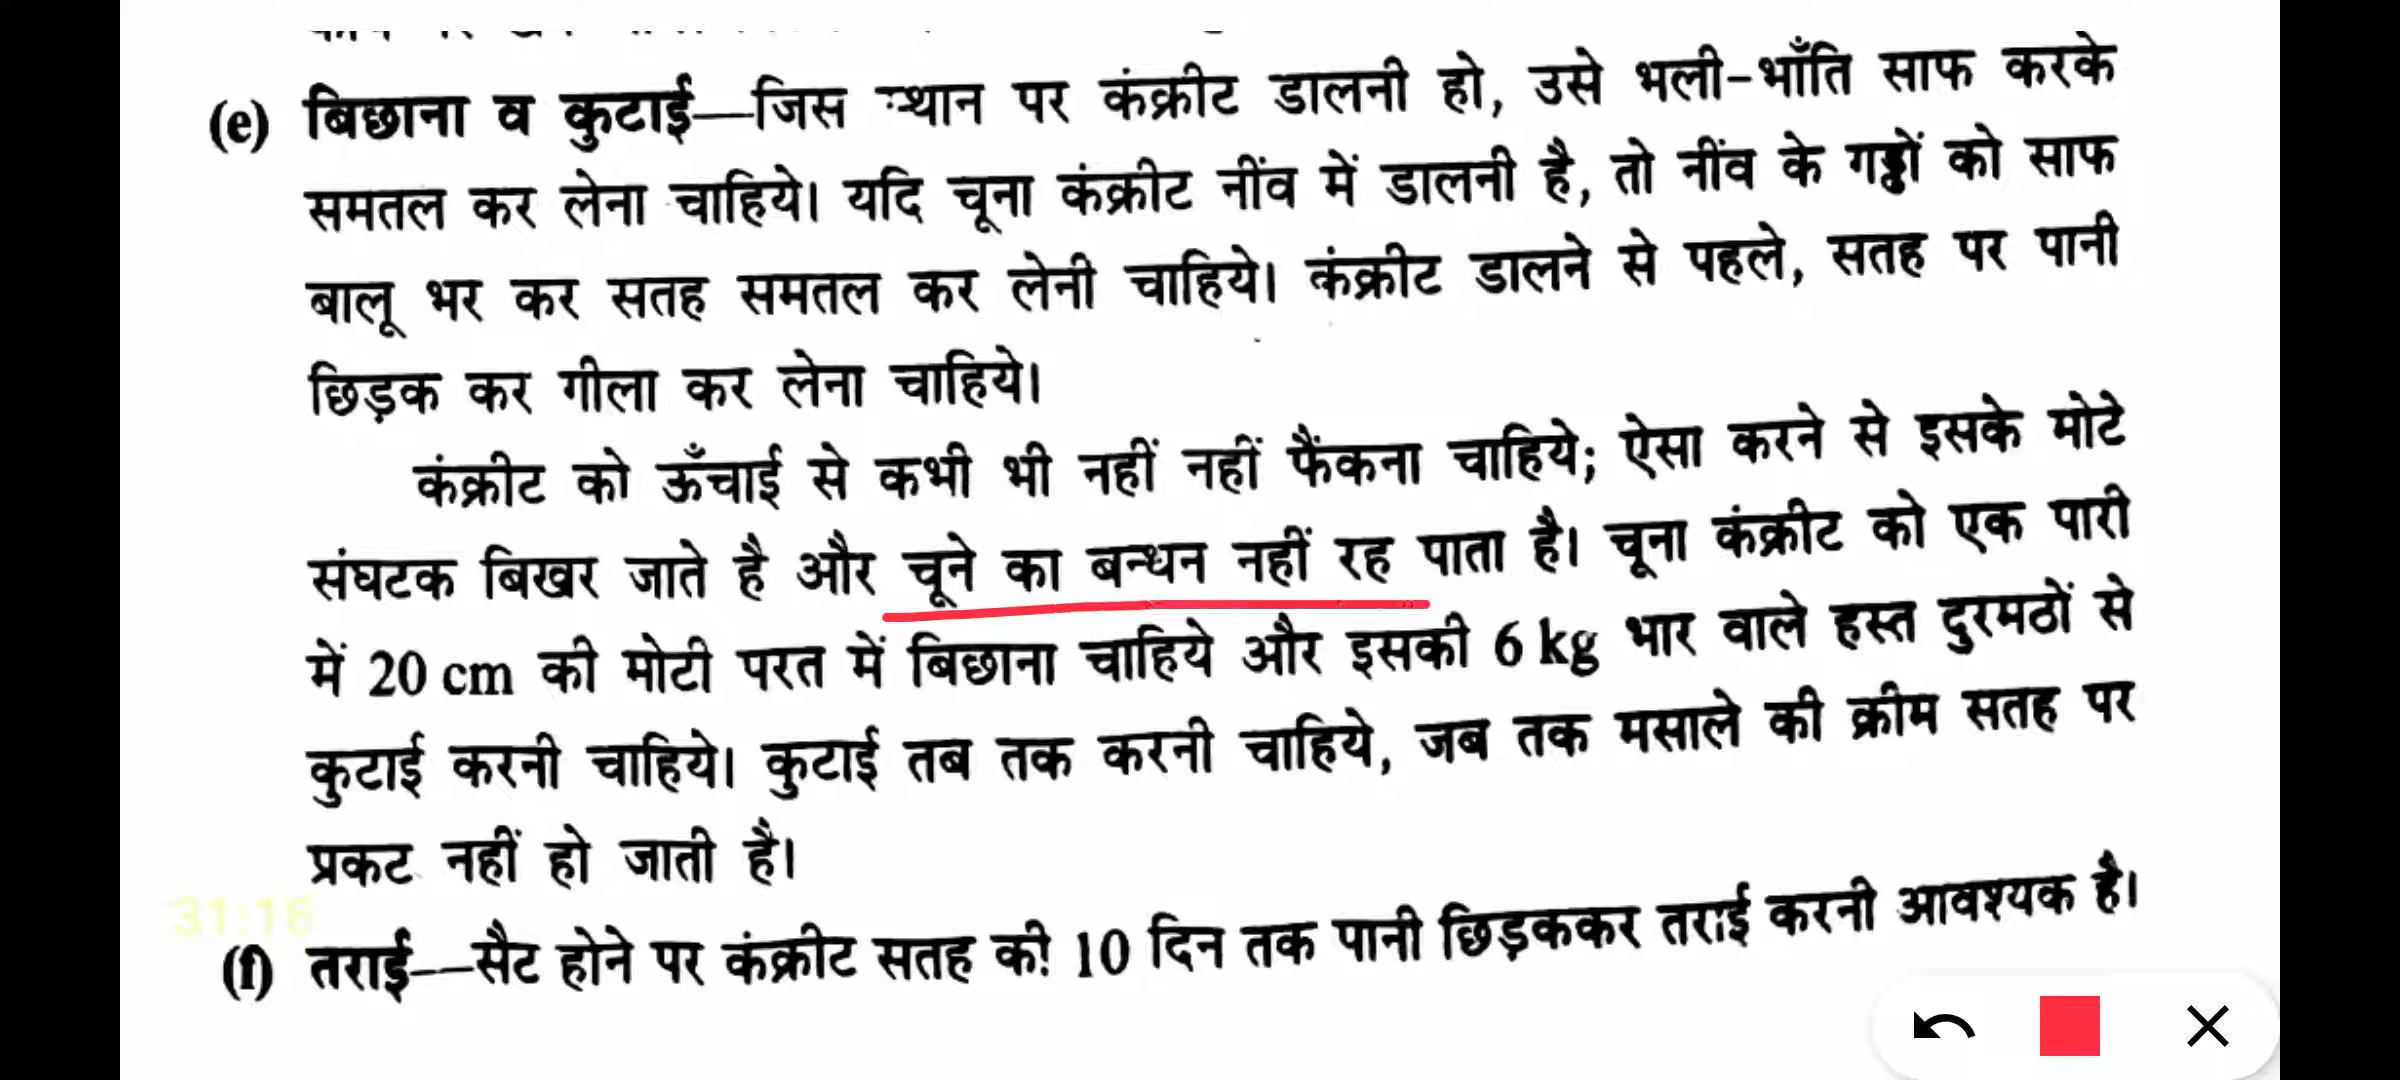 (e) बिछाना व कुटाई—जिस स्थान पर कंक्रीट डालनी हो, उसे भली-भाँति साफ करके
समतल कर लेना चाहिये। यदि चूना कंक्रीट नींव में डालनी है, तो नींव के गड्ढों को साफ
बालू भर कर सतह समतल कर लेनी चाहिये। कंक्रीट डालने से पहले, सतह पर पानी
छिड़क कर गीला कर लेना चाहिये।
कंक्रीट को ऊँचाई से कभी भी नहीं नहीं फैंकना चाहिये; ऐसा करने से इसके मोटे
संघटक बिखर जाते है और चूने का बन्धन नहीं रह पाता है। चूना कंक्रीट को एक पारी
में 20 cm की मोटी परत में बिछाना चाहिये और इसकी 6 kg भार वाले हस्त दुरमठों से
कुटाई करनी चाहिये। कुटाई तब तक करनी चाहिये, जब तक मसाले की क्रीम सतह पर
प्रकट नहीं हो जाती है।
31:18
(f) तराई—सैट होने पर कंक्रीट सतह की 10 दिन तक पानी छिड़ककर तराई करनी आवश्यक है।